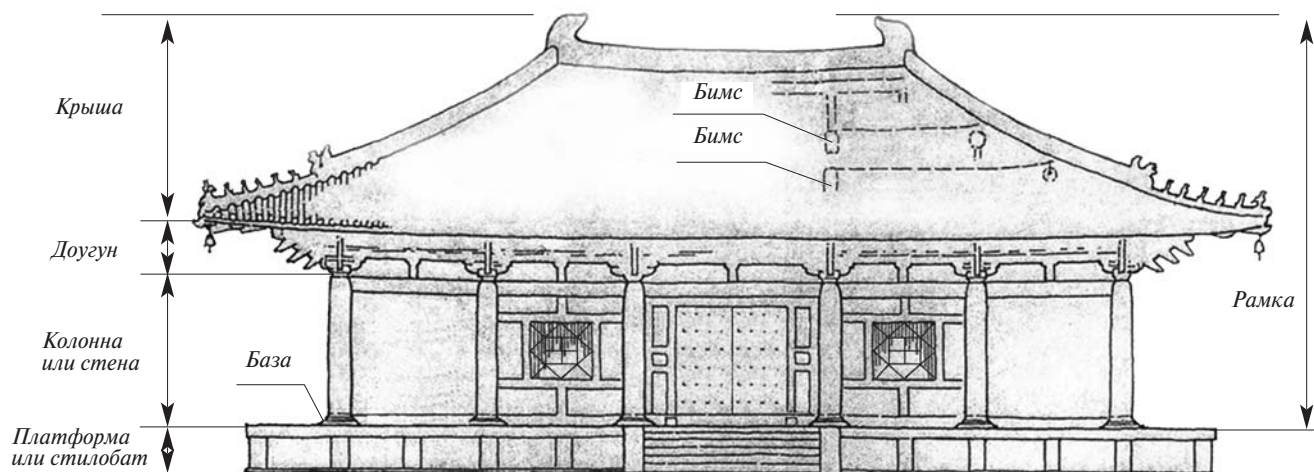 Крыша
Бимс
Бимс
Доугун
Рамка
Колонна
или стена
База
Платформа
или стилобат